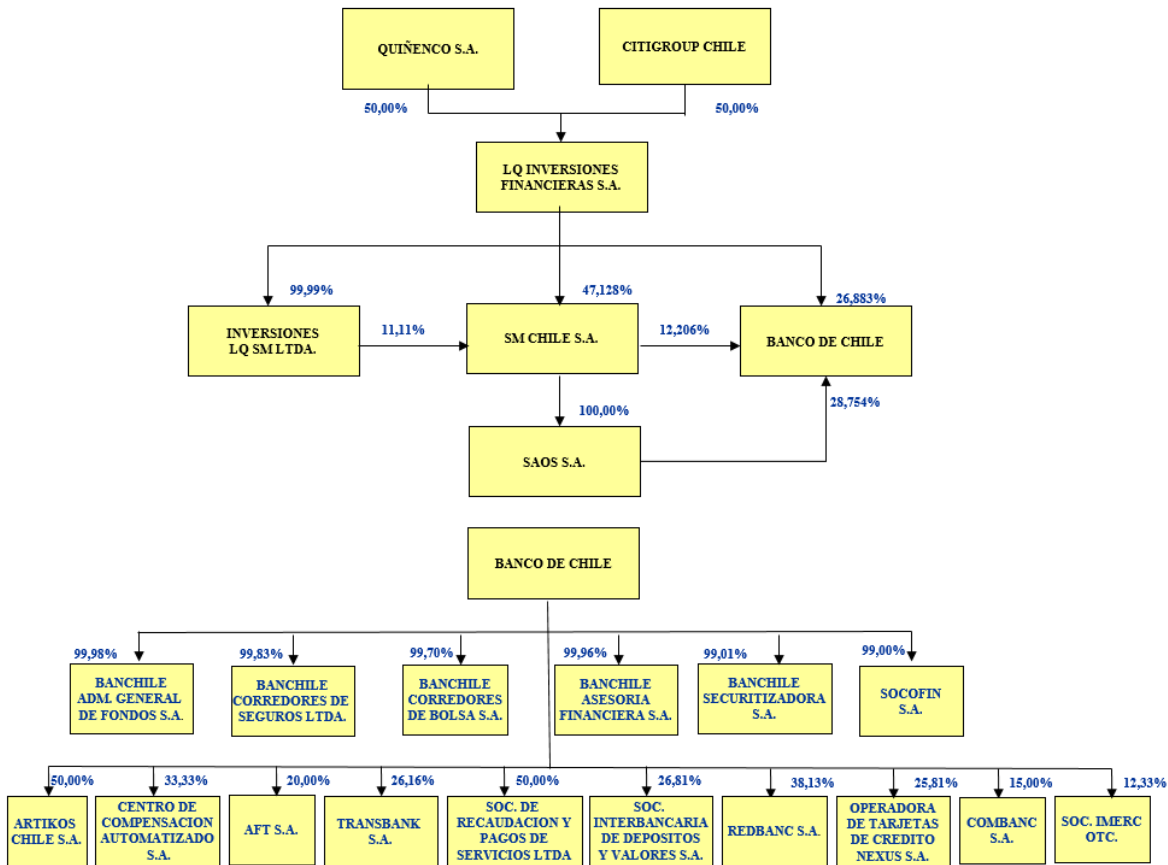 QUIÑENCO S.A.
CITIGROUP CHILE
50,00%
50,00%
LQ INVERSIONES
FINANCIERAS S.A.
99,99%
47,128%
26,883%
INVERSIONES
LQ SM LTDA.
11,11%
SM CHILE S.A.
12,206%
BANCO DE CHILE
100,00%
28,754%
SAOS S.A.
BANCO DE CHILE
99,98%
99,83%
99,70%
99,96%
99,01%
99,00%
BANCHILE
ADM. GENERAL
DE FONDOS S.A.
BANCHILE
CORREDORES DE
SEGUROS LTDA.
BANCHILE
CORREDORES
DE BOLSA S.A.
BANCHILE
ASESORIA
FINANCIERA S.A.
BANCHILE
SECURITIZADORA
S.A.
SOCOFIN
S.A.
50,00%
33,33%
20,00%
26,16%
50,00%
26,81%
38,13%
25,81%
15,00%
12,33%
ARTIKOS
CHILE S.A.
CENTRO DE
COMPENSACION
AUTOMATIZADO
S.A.
AFT S.A.
TRANSBANK
S.A.
SOC. DE
RECAUDACION Y
PAGOS DE
SERVICIOS LTDA
SOC.
INTERBANCARIA
DE DEPOSITOS
Y VALORES S.A.
REDBANC S.A.
OPERADORA
DE TARJETAS
DE CREDITO
NEXUS S.A.
COMBANC
S.A.
SOC. IMERC
OTC.